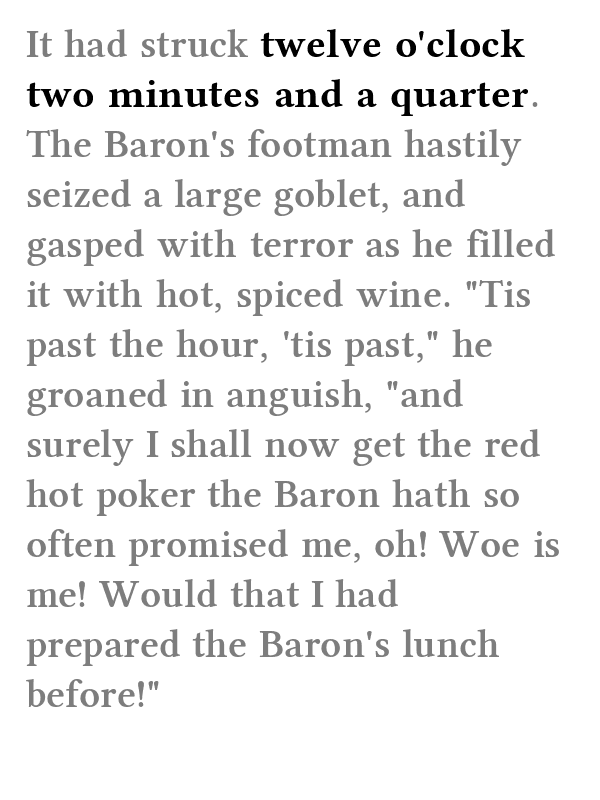 It had struck twelve o'clock
two minutes and a quarter.
The Baron's footman hastily
seized a large goblet, and
gasped with terror as he filled
it with hot, spiced wine. "Tis
past the hour, 'tis past," he
groaned in anguish, "and
surely I shall now get the red
hot poker the Baron hath so
often promised me, oh! Woe is
me! Would that I had
prepared the Baron's lunch
before!"